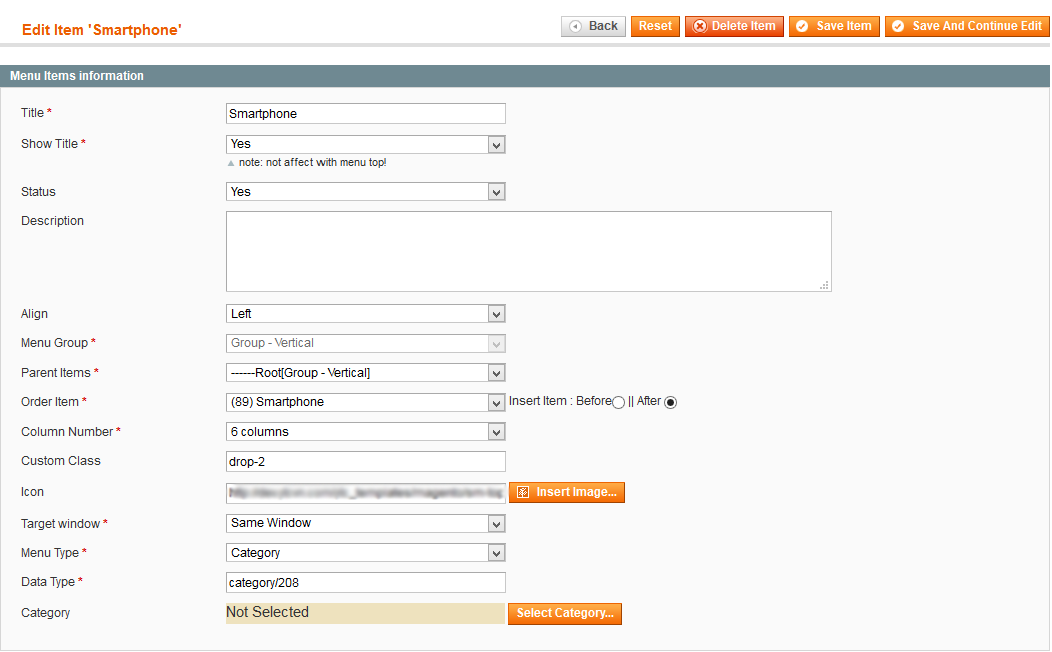 Edit Item 'Smartphone'
Back Reset Delete Item Save Item Save And Continue Edit
Menu Items information
Title * Smartphone
Show Title * Yes
note: not affect with menu top!
Status Yes
Description
Align Left
Menu Group * Group - Vertical
Parent Items * ------Root[Group - Vertical]
Order Item * (89) Smartphone Insert Item : Before || After
Column Number * 6 columns
Custom Class drop-2
Icon Insert Image...
Target window * Same Window
Menu Type * Category
Data Type * category/208
Category Not Selected Select Category...